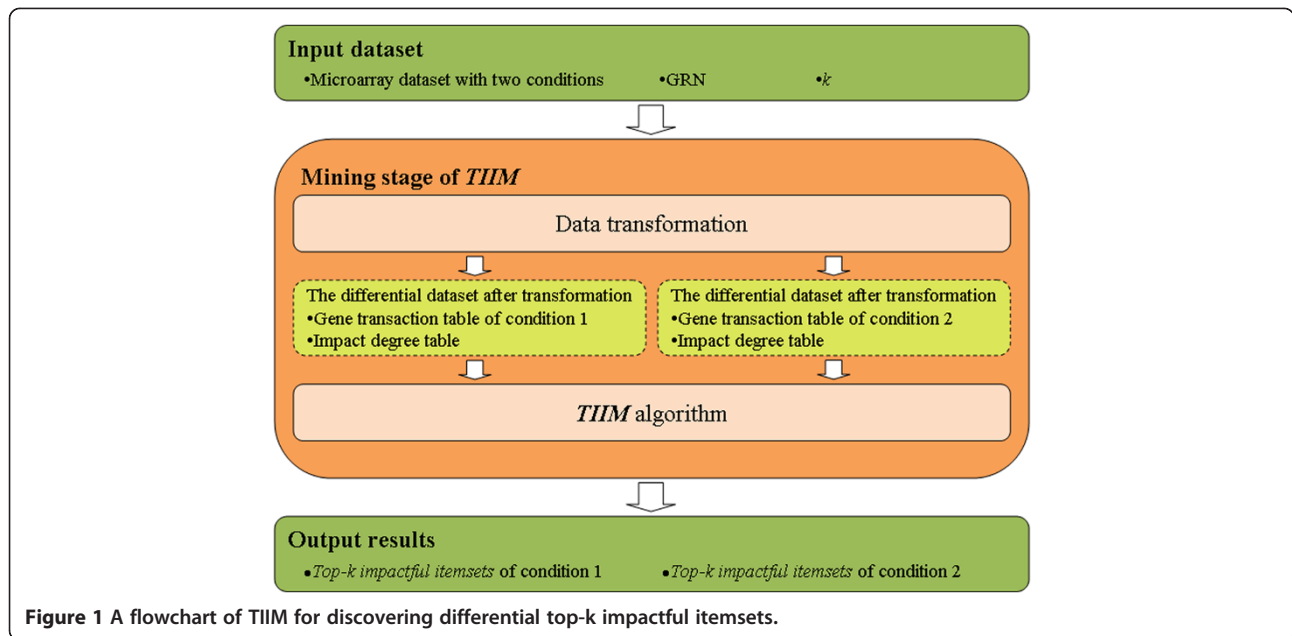 Input dataset
•Microarray dataset with two conditions •GRN •k
Mining stage of TIIM
Data transformation
The differential dataset after transformation
•Gene transaction table of condition 1
•Impact degree table
The differential dataset after transformation
•Gene transaction table of condition 2
•Impact degree table
TIIM algorithm
Output results
•Top-k impactful itemsets of condition 1 •Top-k impactful itemsets of condition 2
Figure 1 A flowchart of TIIM for discovering differential top-k impactful itemsets.